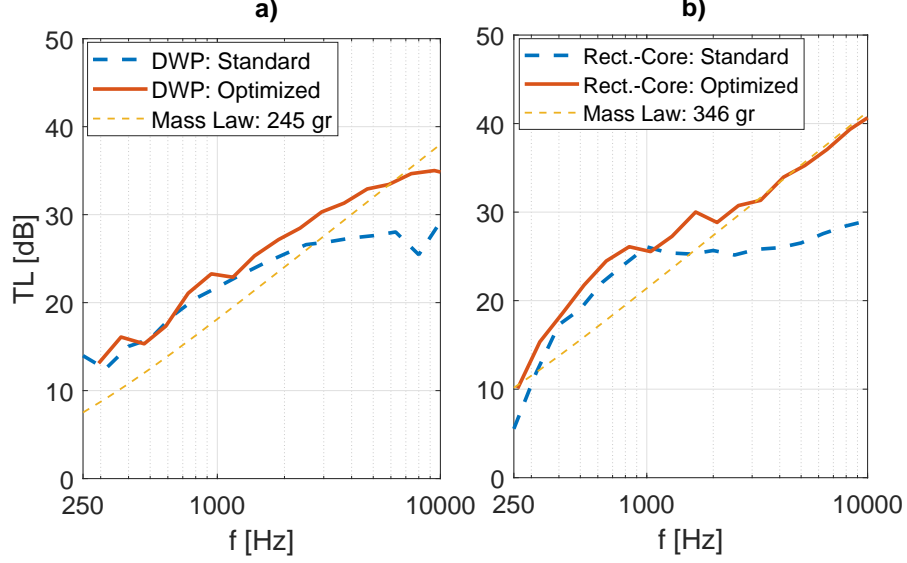 a)
50
40
30
20
10
0
TL [dB]
DWP: Standard
DWP: Optimized
Mass Law: 245 gr
250
1000
10000
f [Hz]
b)
50
40
30
20
10
0
Rect.-Core: Standard
Rect.-Core: Optimized
Mass Law: 346 gr
250
1000
10000
f [Hz]